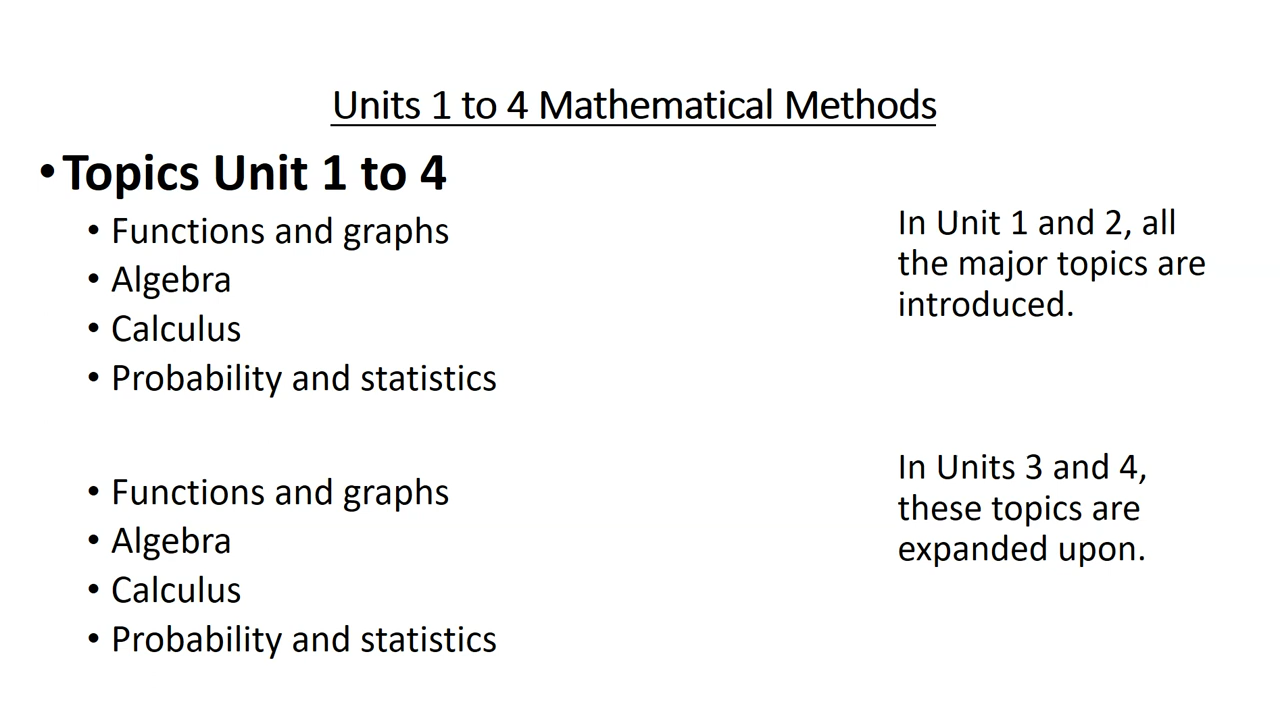 Units 1 to 4 Mathematical Methods
• Topics Unit 1 to 4
• Functions and graphs
• Algebra
• Calculus
• Probability and statistics
In Unit 1 and 2, all
the major topics are
introduced.
• Functions and graphs
• Algebra
• Calculus
• Probability and statistics
In Units 3 and 4,
these topics are
expanded upon.